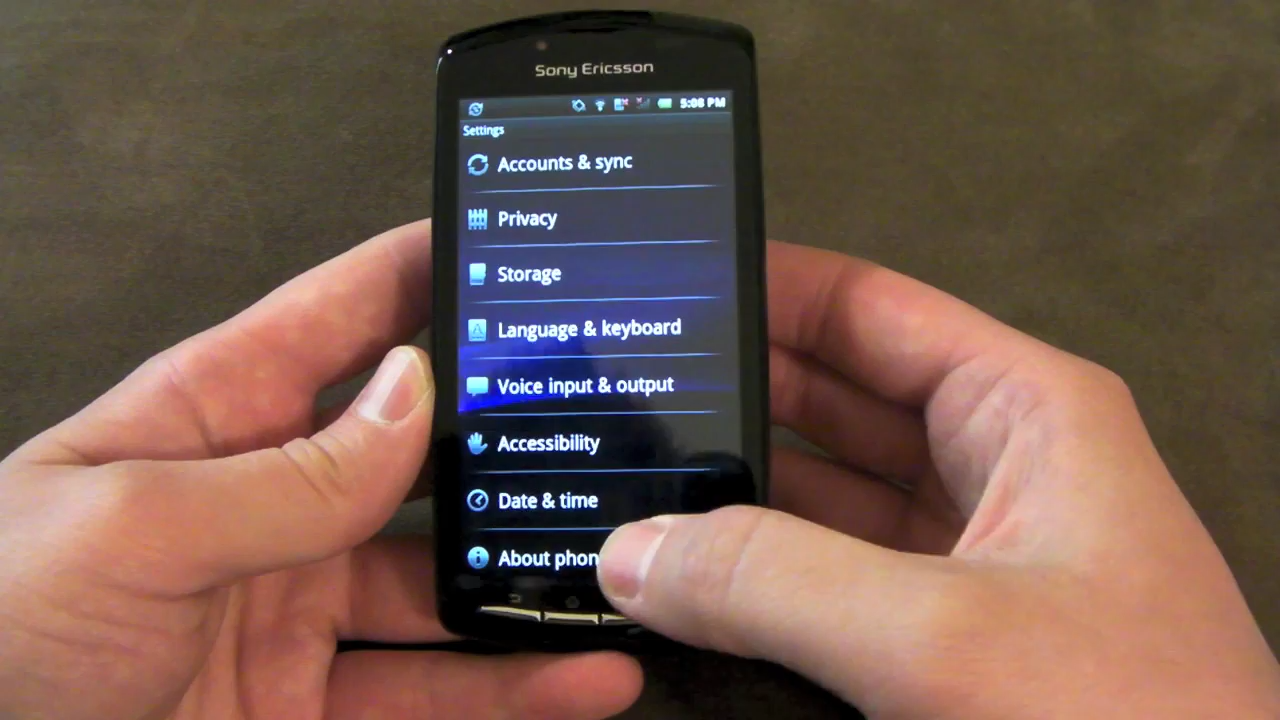 Sony Ericsson
5:08 PM
Settings
Accounts & sync
Privacy
Storage
Language & keyboard
Voice input & output
Accessibility
Date & time
About phon